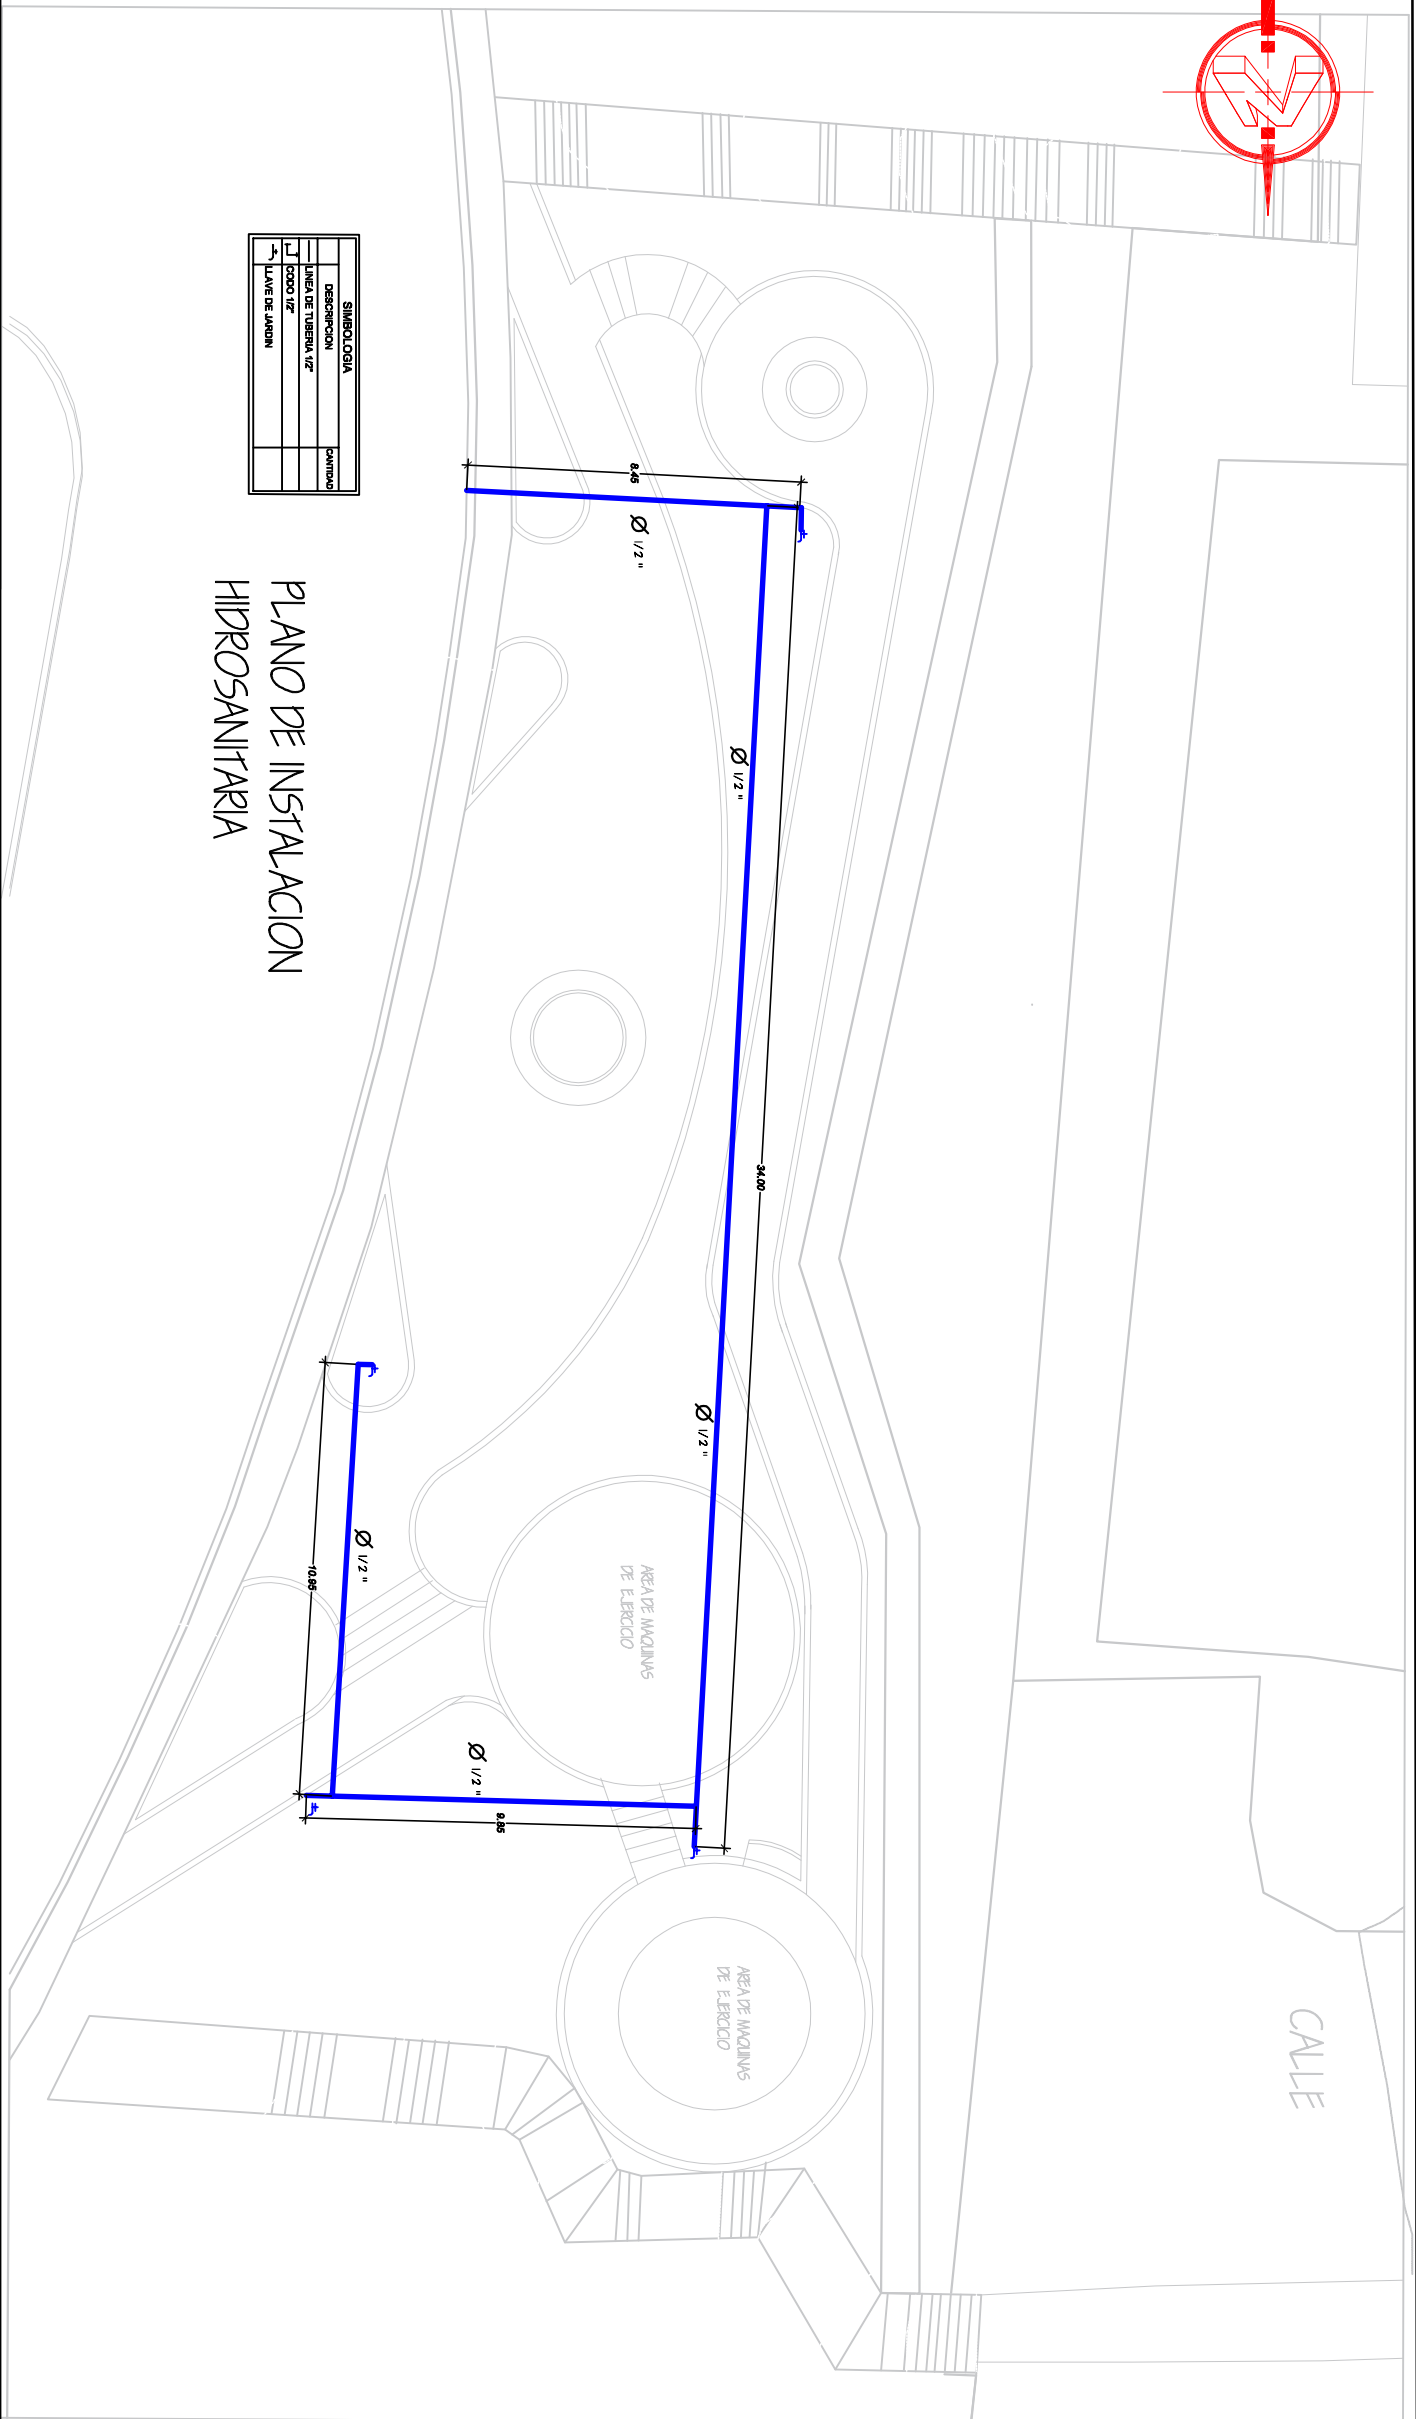 N
SIMBOLOGIA
DESCRIPCION CANTIDAD
LINEA DE TUBERIA 1/2"
CODO 1/2"
LLAVE DE JARDIN
PLANO DE INSTALACION
HIDROSANITARIA
8.45
Ø 1/2 "
Ø 1/2 "
34.00
Ø 1/2 "
Ø 1/2 "
10.95
Ø 1/2 "
9.85
AREA DE MAQUINAS
DE EJERCICIO
AREA DE MAQUINAS
DE EJERCICIO
CALLE